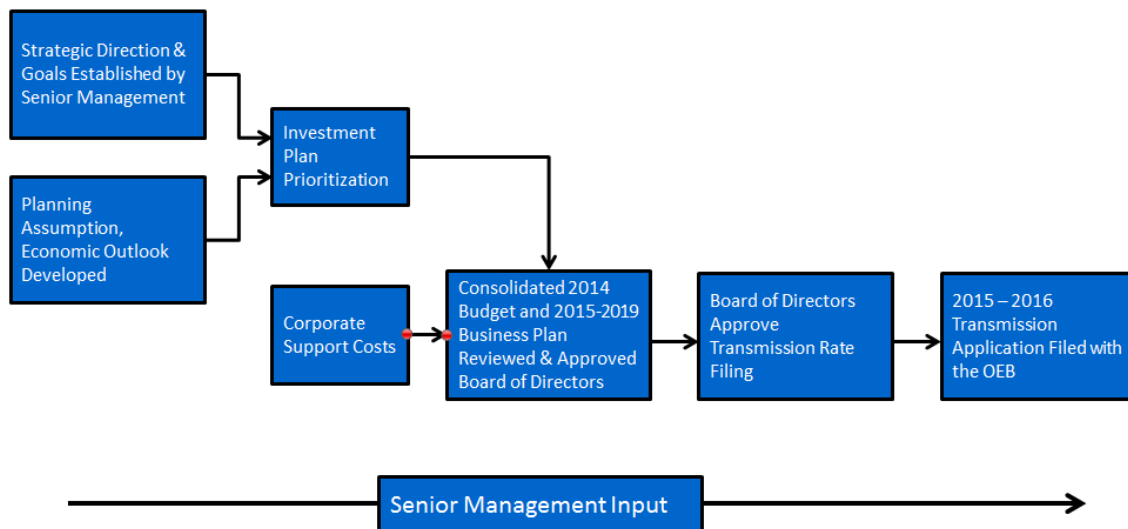 Strategic Direction &
Goals Established by
Senior Management
Planning
Assumption,
Economic Outlook
Developed
Investment
Plan
Prioritization
Corporate
Support Costs
Consolidated 2014
Budget and 2015-2019
Business Plan
Reviewed & Approved
Board of Directors
Board of Directors
Approve
Transmission Rate
Filing
2015 – 2016
Transmission
Application Filed with
the OEB
Senior Management Input